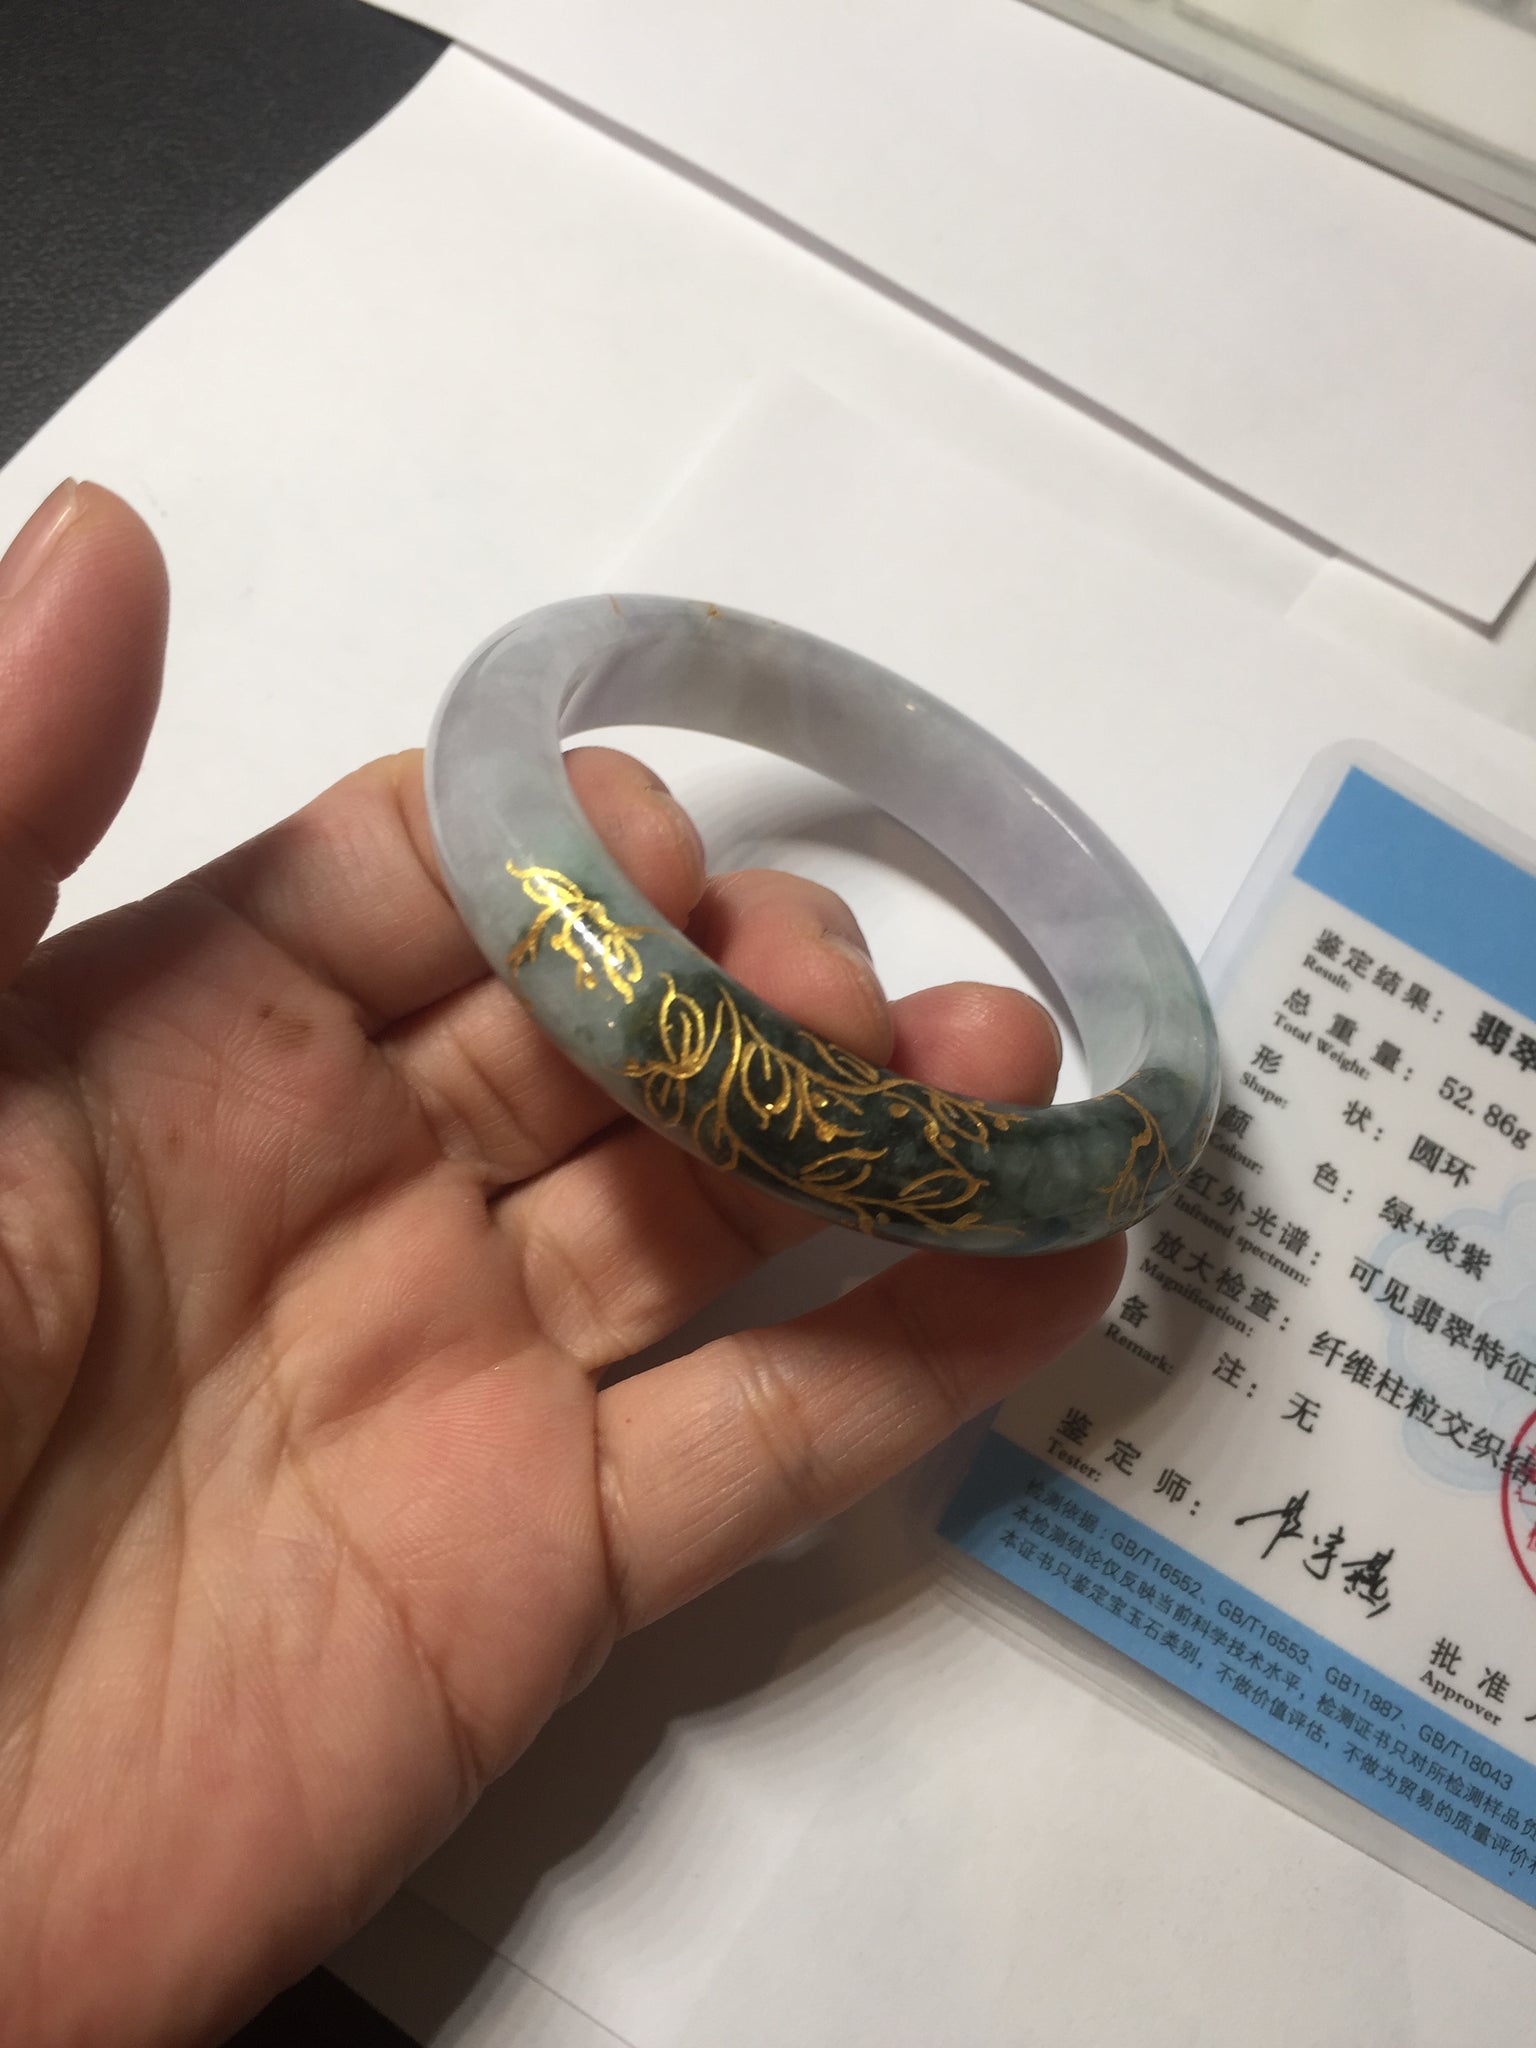 鉴定结果：翡翠
Result:
总重量：52.86g
Total Weight:
形状：圆环
Shape:
颜色：绿+淡紫
Colour:
红外光谱：可见翡翠特征
Infrared spectrum:
放大检查：纤维柱粒交织结
Magnification:
备注：无
Remark:
鉴定师：
Tester:
批准
Approver
检测依据：GB/T16552、GB/T16553、GB11887、GB/T18043
本检测结论仅反映当前科学技术水平，检测证书只对所检测样品负
本证书只鉴定宝玉石类别，不做价值评估，不做为贸易的质量评价